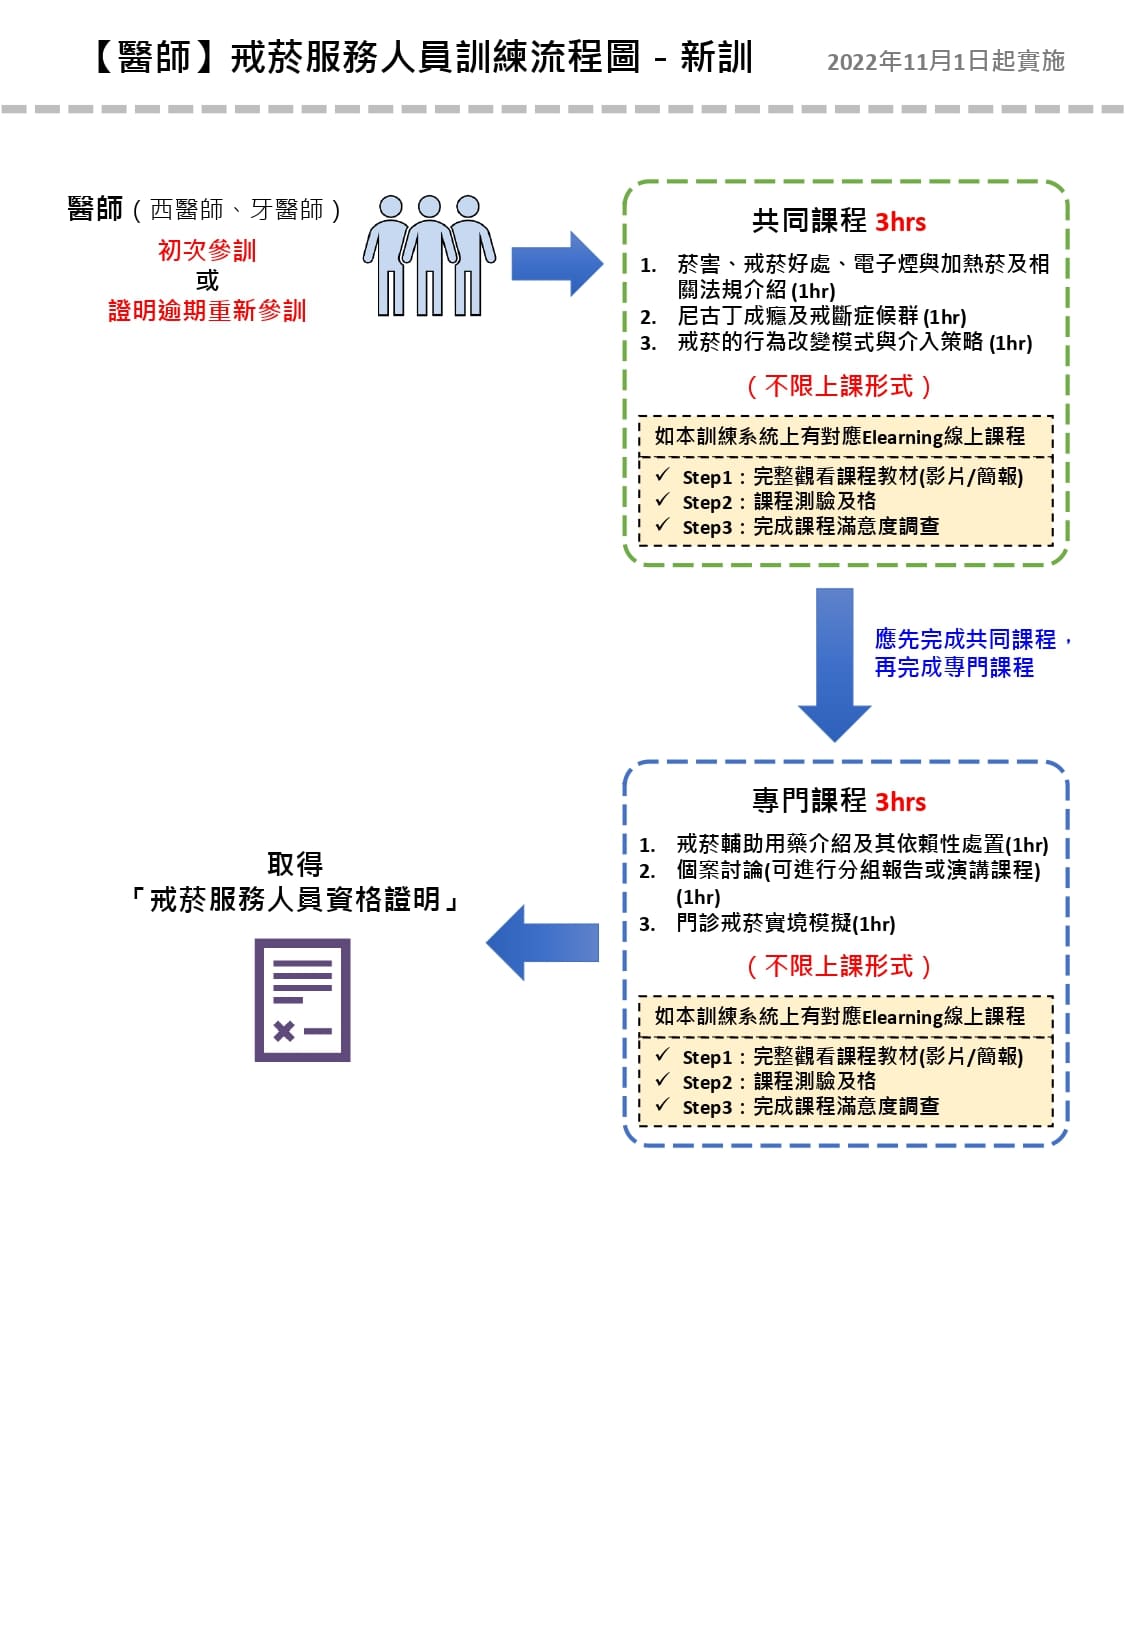 【醫師】戒菸服務人員訓練流程圖 - 新訓
2022年11月1日起實施
醫師（西醫師、牙醫師）
初次參訓
或
證明逾期重新參訓
共同課程 3hrs
1. 菸害、戒菸好處、電子煙與加熱菸及相
關法規介紹 (1hr)
2. 尼古丁成癮及戒斷症候群 (1hr)
3. 戒菸的行為改變模式與介入策略 (1hr)
（不限上課形式）
如本訓練系統上有對應Elearning線上課程
✓ Step1：完整觀看課程教材(影片/簡報)
✓ Step2：課程測驗及格
✓ Step3：完成課程滿意度調查
應先完成共同課程，
再完成專門課程
專門課程 3hrs
1. 戒菸輔助用藥介紹及其依賴性處置(1hr)
2. 個案討論(可進行分組報告或演講課程)
(1hr)
3. 門診戒菸實境模擬(1hr)
（不限上課形式）
如本訓練系統上有對應Elearning線上課程
✓ Step1：完整觀看課程教材(影片/簡報)
✓ Step2：課程測驗及格
✓ Step3：完成課程滿意度調查
取得
「戒菸服務人員資格證明」